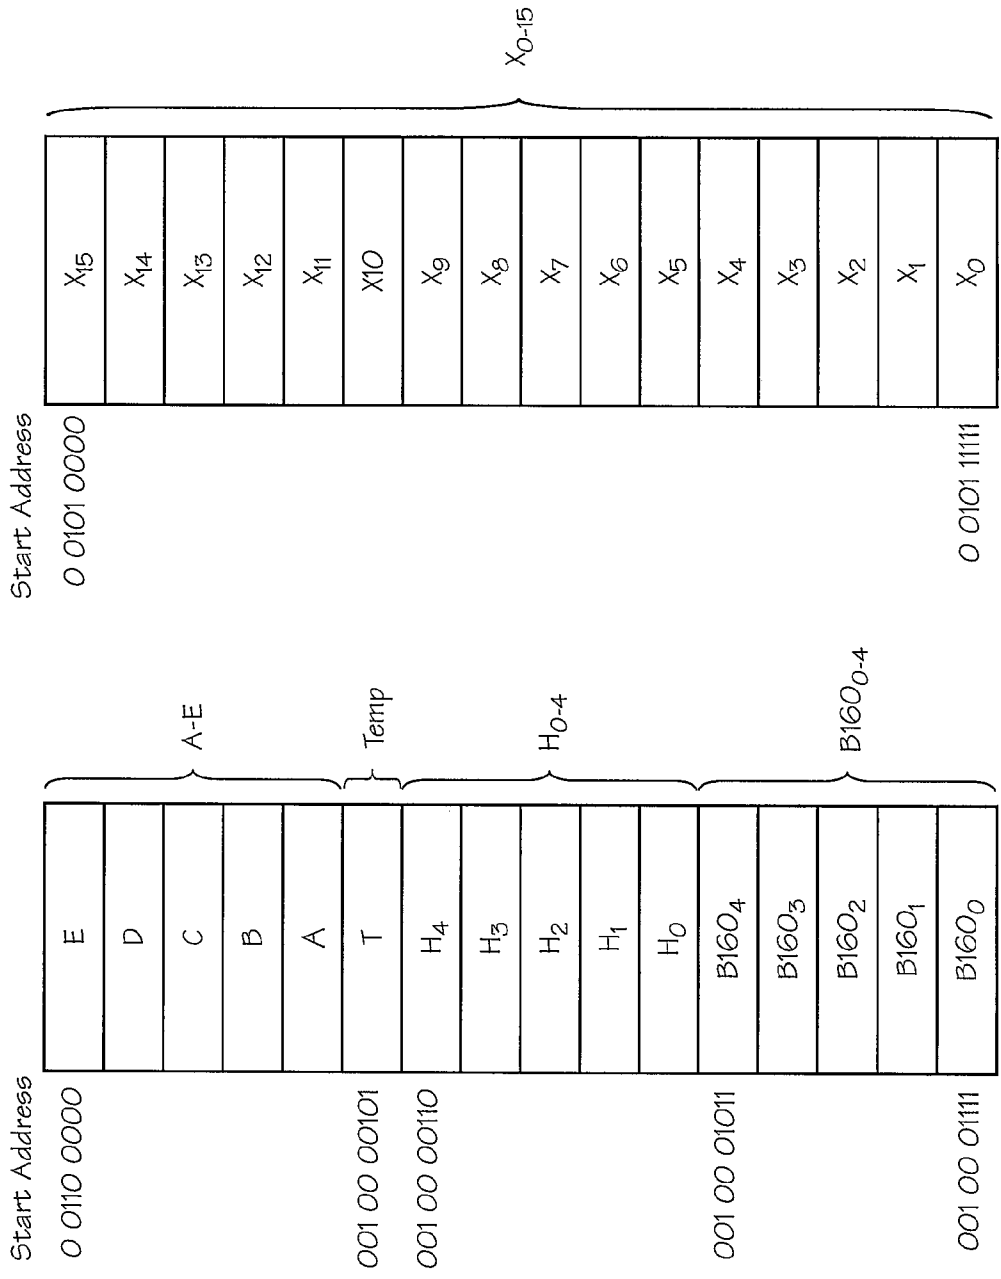 Start Address
0 0110 0000
E
D
C
B
A
A-E
001 00 00101
T
Temp
001 00 00110
H4
H3
H2
H1
H0
H0-4
001 00 01011
B1604
B1603
B1602
B1601
001 00 01111
B1600
B1600-4
Start Address
0 0101 0000
X15
X14
X13
X12
X11
X10
X9
X8
X7
X6
X5
X4
X3
X2
X1
0 0101 11111
X0
X0-15